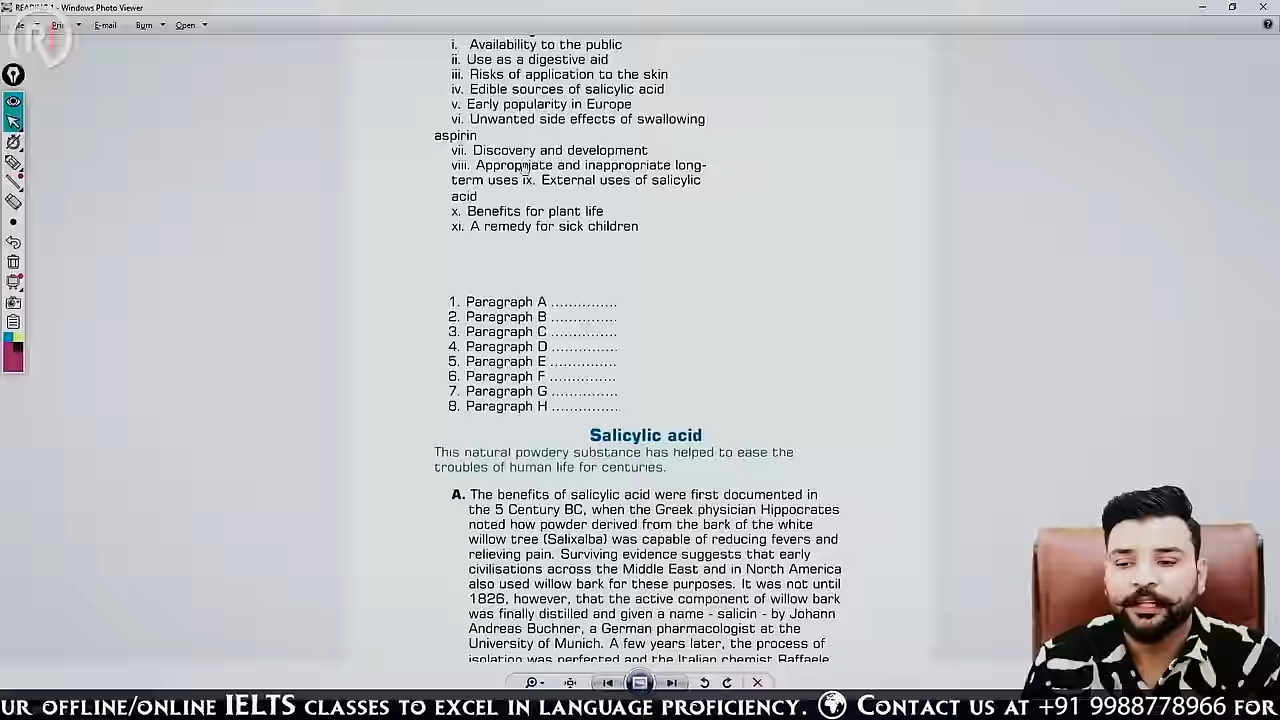 READING 1 - Windows Photo Viewer
E-mail Burn Open
i. Availability to the public
ii. Use as a digestive aid
iii. Risks of application to the skin
iv. Edible sources of salicylic acid
v. Early popularity in Europe
vi. Unwanted side effects of swallowing
aspirin
vii. Discovery and development
viii. Appropriate and inappropriate long-
term uses ix. External uses of salicylic
acid
x. Benefits for plant life
xi. A remedy for sick children
1. Paragraph A ...............
2. Paragraph B ...............
3. Paragraph C ...............
4. Paragraph D ...............
5. Paragraph E ...............
6. Paragraph F ...............
7. Paragraph G ...............
8. Paragraph H ...............
Salicylic acid
This natural powdery substance has helped to ease the
troubles of human life for centuries.
A. The benefits of salicylic acid were first documented in
the 5 Century BC, when the Greek physician Hippocrates
noted how powder derived from the bark of the white
willow tree (Salixalba) was capable of reducing fevers and
relieving pain. Surviving evidence suggests that early
civilisations across the Middle East and in North America
also used willow bark for these purposes. It was not until
1826, however, that the active component of willow bark
was finally distilled and given a name - salicin - by Johann
Andreas Buchner, a German pharmacologist at the
University of Munich. A few years later, the process of
isolation was perfected and the Italian chemist Raffaele
UR OFFLINE/ONLINE IELTS CLASSES TO EXCEL IN LANGUAGE PROFICIENCY. CONTACT US AT +91 9988778966 FOR